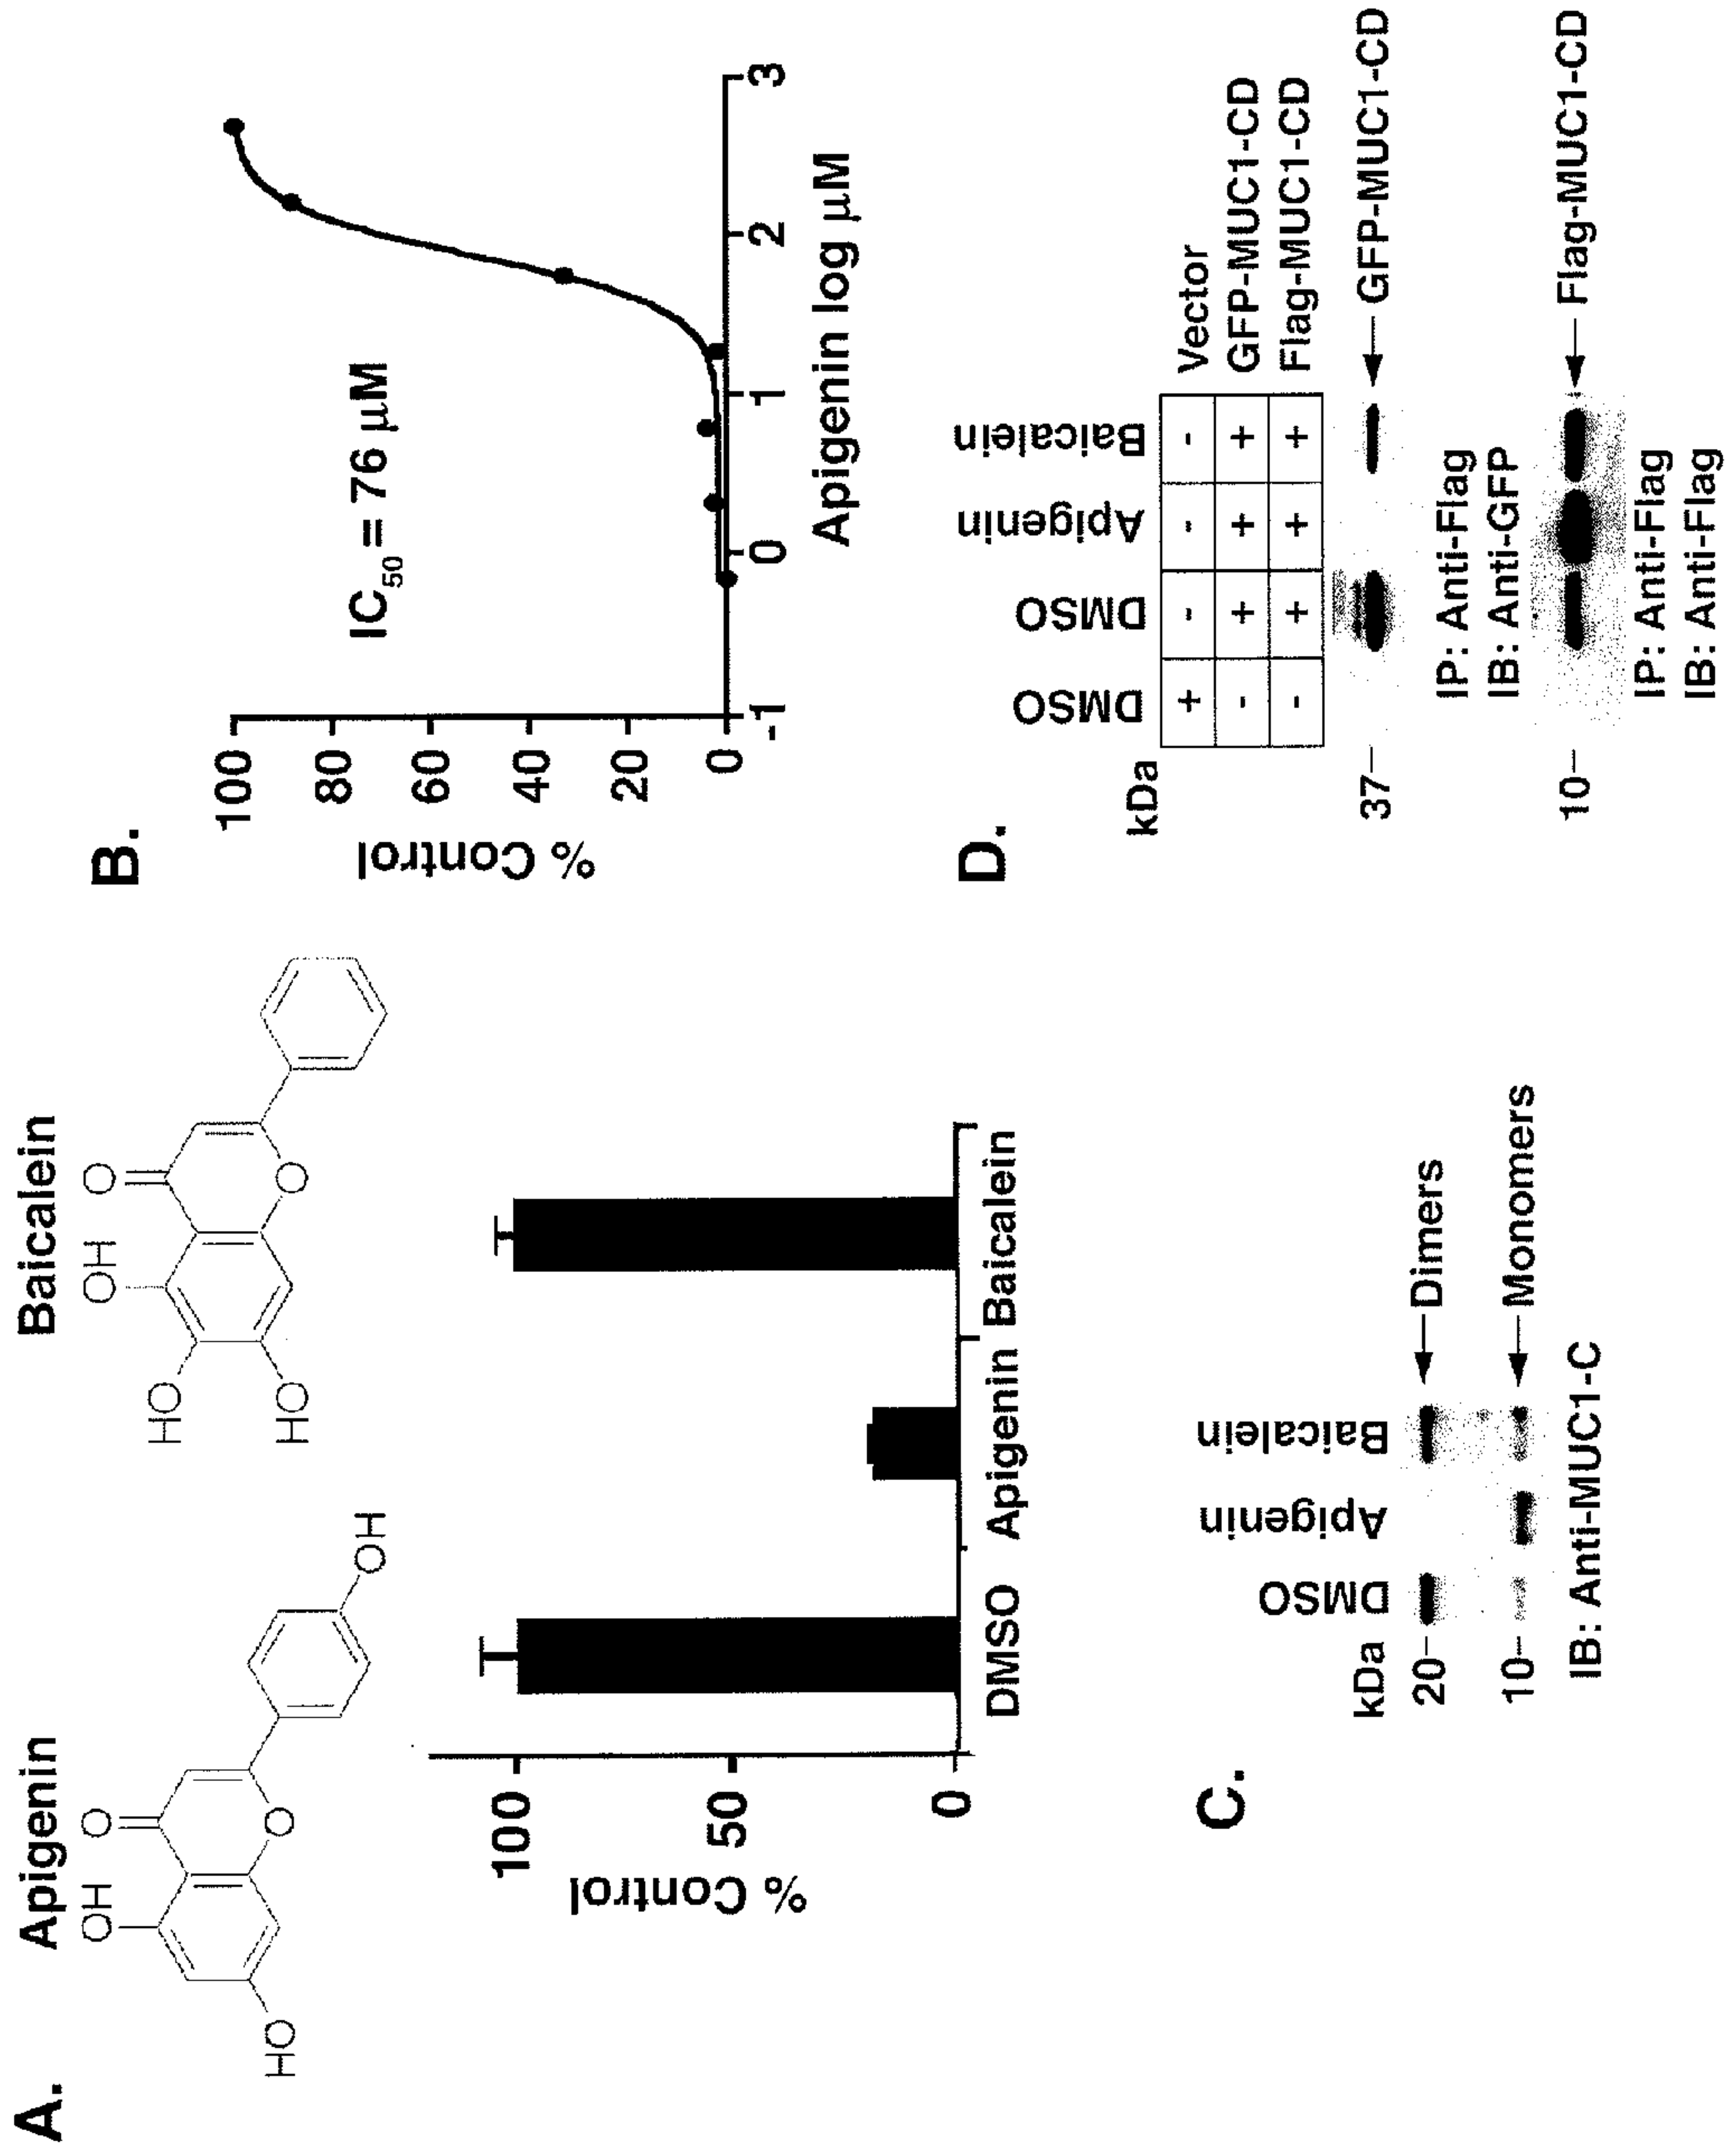 A.
Apigenin
Baicalein
OH O
HO
O
OH
OH O
HO
HO
O
% Control
100
50
0
DMSO Apigenin Baicalein
B.
% Control
100
80
60
40
20
0
IC50 = 76 μM
-1 0 1 2 3
Apigenin log μM
C.
kDa DMSO Apigenin Baicalein
20- Dimers
10- Monomers
IB: Anti-MUC1-C
D.
kDa DMSO DMSO Apigenin Baicalein
+ - - - Vector
- + + + GFP-MUC1-CD
- + + + Flag-MUC1-CD
37- GFP-MUC1-CD
IP: Anti-Flag
IB: Anti-GFP
10- Flag-MUC1-CD
IP: Anti-Flag
IB: Anti-Flag